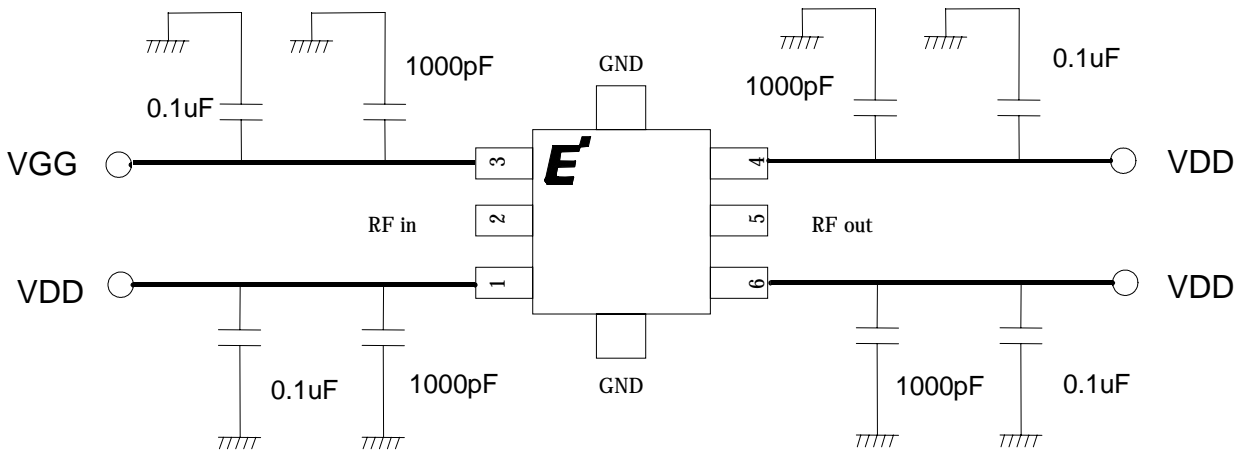 1000pF
GND
0.1uF
0.1uF
1000pF
VGG
3
E
4
VDD
RF in
2
5
RF out
VDD
1
6
VDD
0.1uF
1000pF
GND
1000pF
0.1uF